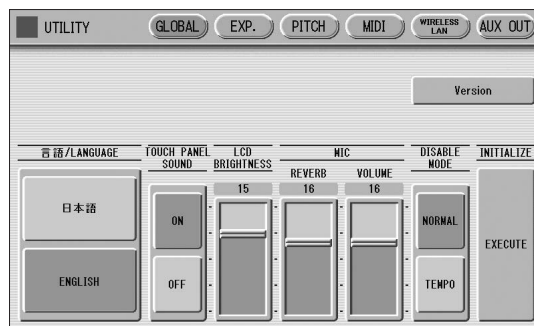 UTILITY
GLOBAL
EXP.
PITCH
MIDI
WIRELESS
LAN
AUX OUT
Version
言語/LANGUAGE
TOUCH PANEL
SOUND
LCD
BRIGHTNESS
MIC
DISABLE
MODE
INITIALIZE
REVERB
VOLUME
15
16
16
日本語
ON
NORMAL
EXECUTE
ENGLISH
OFF
TEMPO